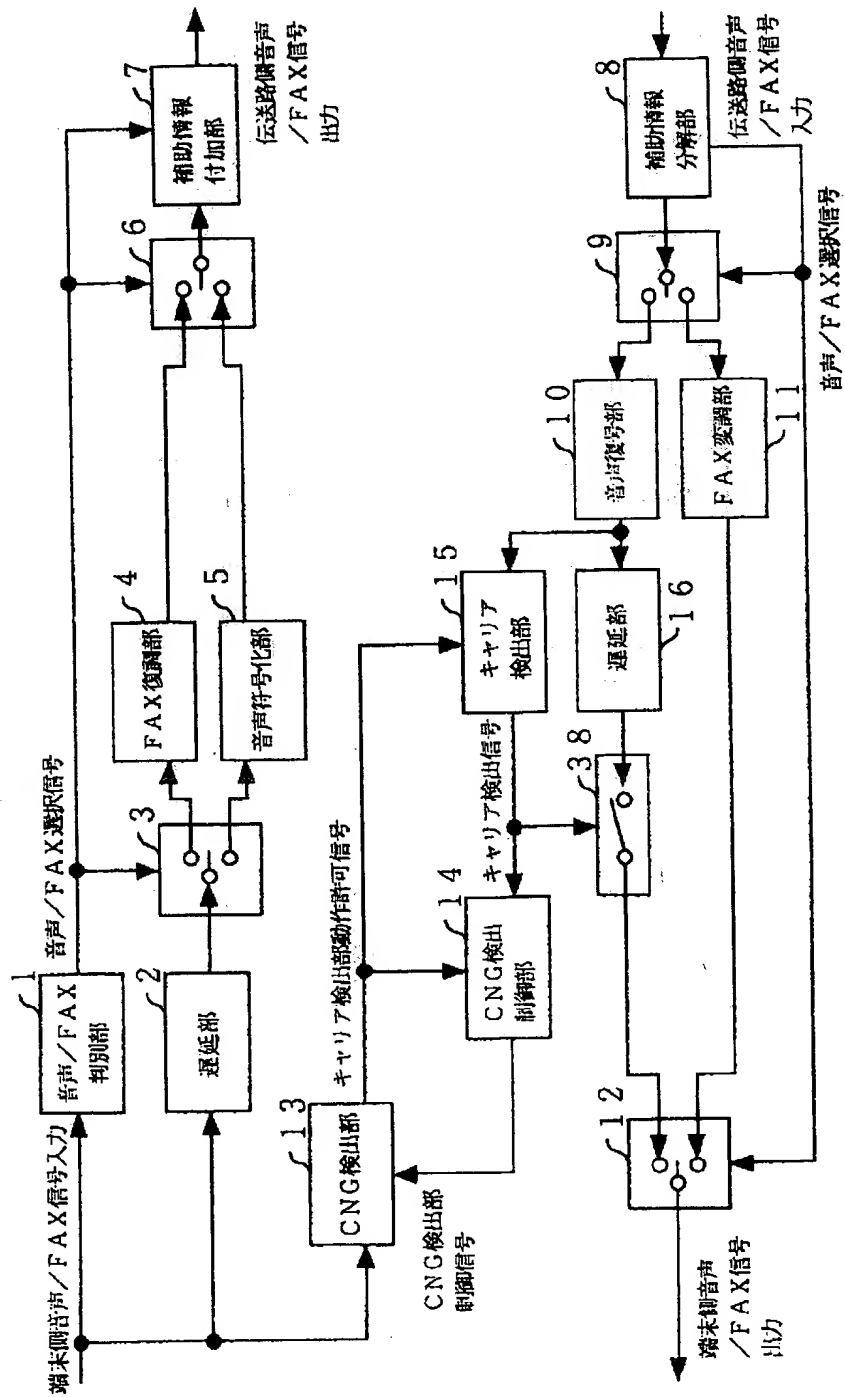 端末側音声／ＦＡＸ信号入力
1
音声／ＦＡＸ
判別部
音声／ＦＡＸ選択信号
2
遅延部
3
4
ＦＡＸ復調部
5
音声符号化部
6
7
補助情報
付加部
伝送路側音声
／ＦＡＸ信号
出力
13
ＣＮＧ検出部
キャリア検出部動作許可信号
ＣＮＧ検出部
制御信号
14
ＣＮＧ検出
制御部
キャリア検出信号
15
キャリア
検出部
38
16
遅延部
10
音声復号部
11
ＦＡＸ変調部
9
8
補助情報
分解部
伝送路側音声
／ＦＡＸ信号
入力
音声／ＦＡＸ選択信号
12
端末側音声
／ＦＡＸ信号
出力